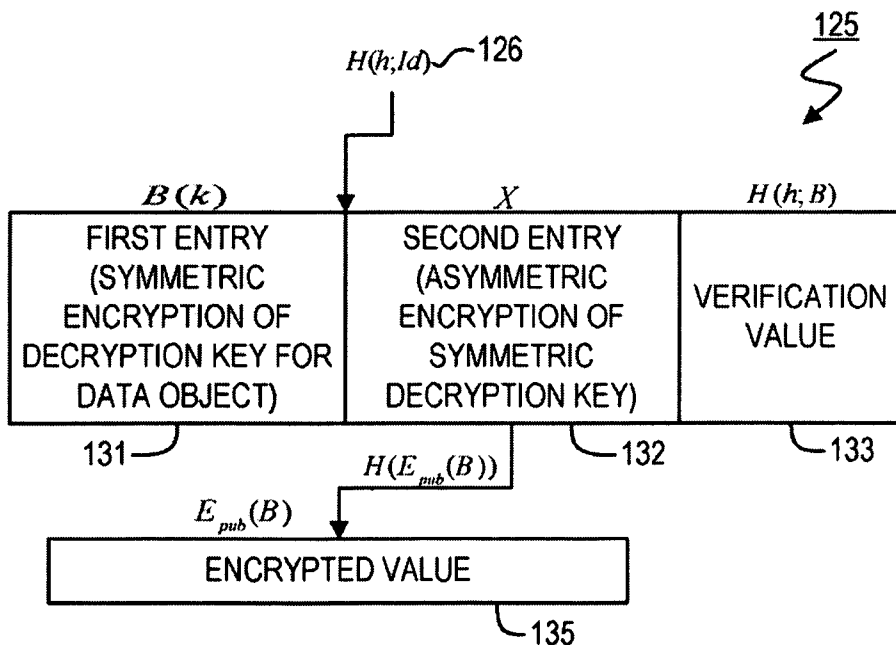 125
H(h;Id) 126
B(k) X H(h;B)
FIRST ENTRY
(SYMMETRIC
ENCRYPTION OF
DECRYPTION KEY FOR
DATA OBJECT)
SECOND ENTRY
(ASYMMETRIC
ENCRYPTION OF
SYMMETRIC
DECRYPTION KEY)
VERIFICATION
VALUE
131 132 133
H(E_pub(B))
E_pub(B)
ENCRYPTED VALUE
135